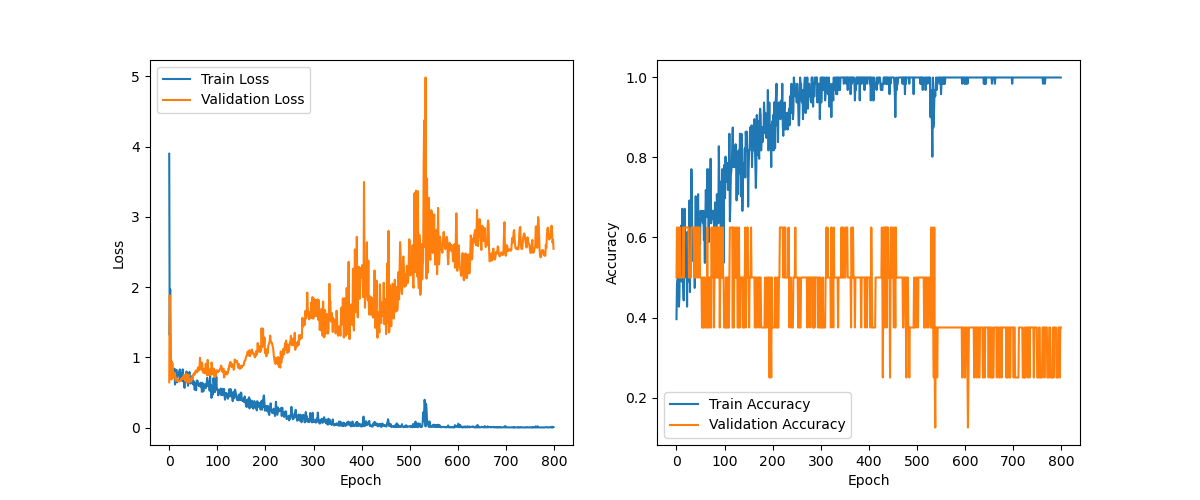 Train Loss
Validation Loss
5
4
3
2
1
0
Loss
0 100 200 300 400 500 600 700 800
Epoch
1.0
0.8
0.6
0.4
0.2
Accuracy
Train Accuracy
Validation Accuracy
0 100 200 300 400 500 600 700 800
Epoch